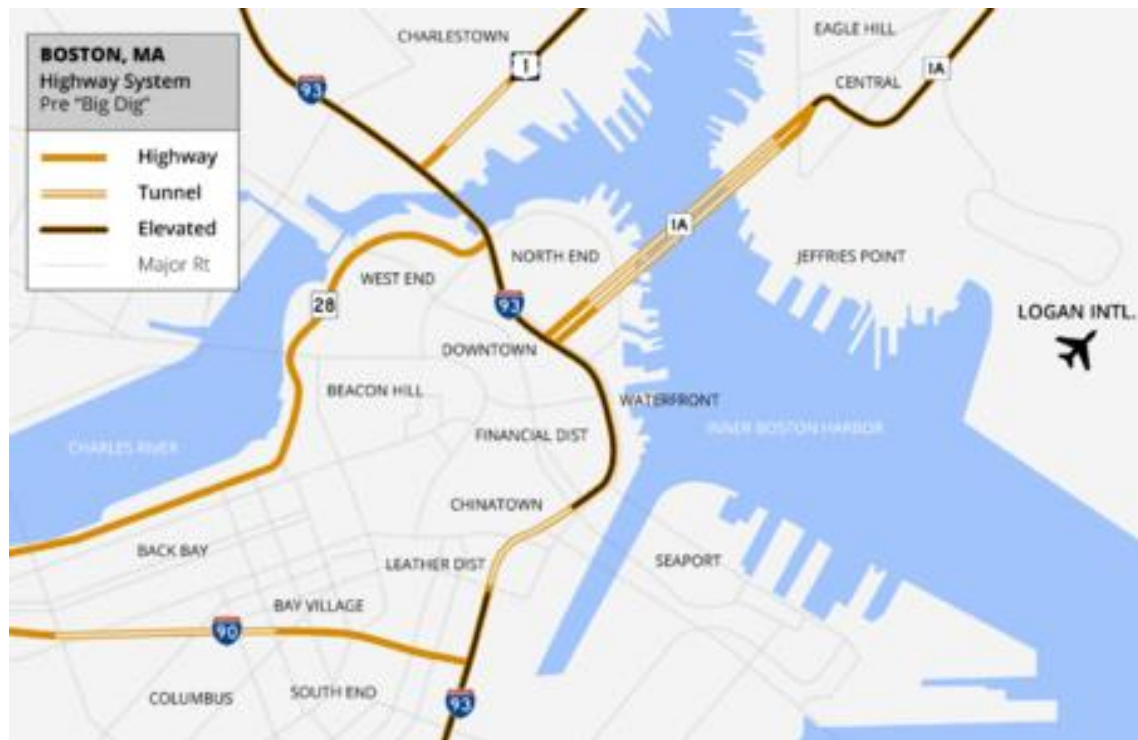 BOSTON, MA
Highway System
Pre "Big Dig"
Highway
Tunnel
Elevated
Major Rt
CHARLESTOWN
1
EAGLE HILL
1A
CENTRAL
93
1A
NORTH END
WEST END
JEFFRIES POINT
28
93
LOGAN INTL.
DOWNTOWN
BEACON HILL
WATERFRONT
INNER BOSTON HARBOR
FINANCIAL DIST
CHARLES RIVER
CHINATOWN
BACK BAY
LEATHER DIST
SEAPORT
BAY VILLAGE
90
COLUMBUS
SOUTH END
93